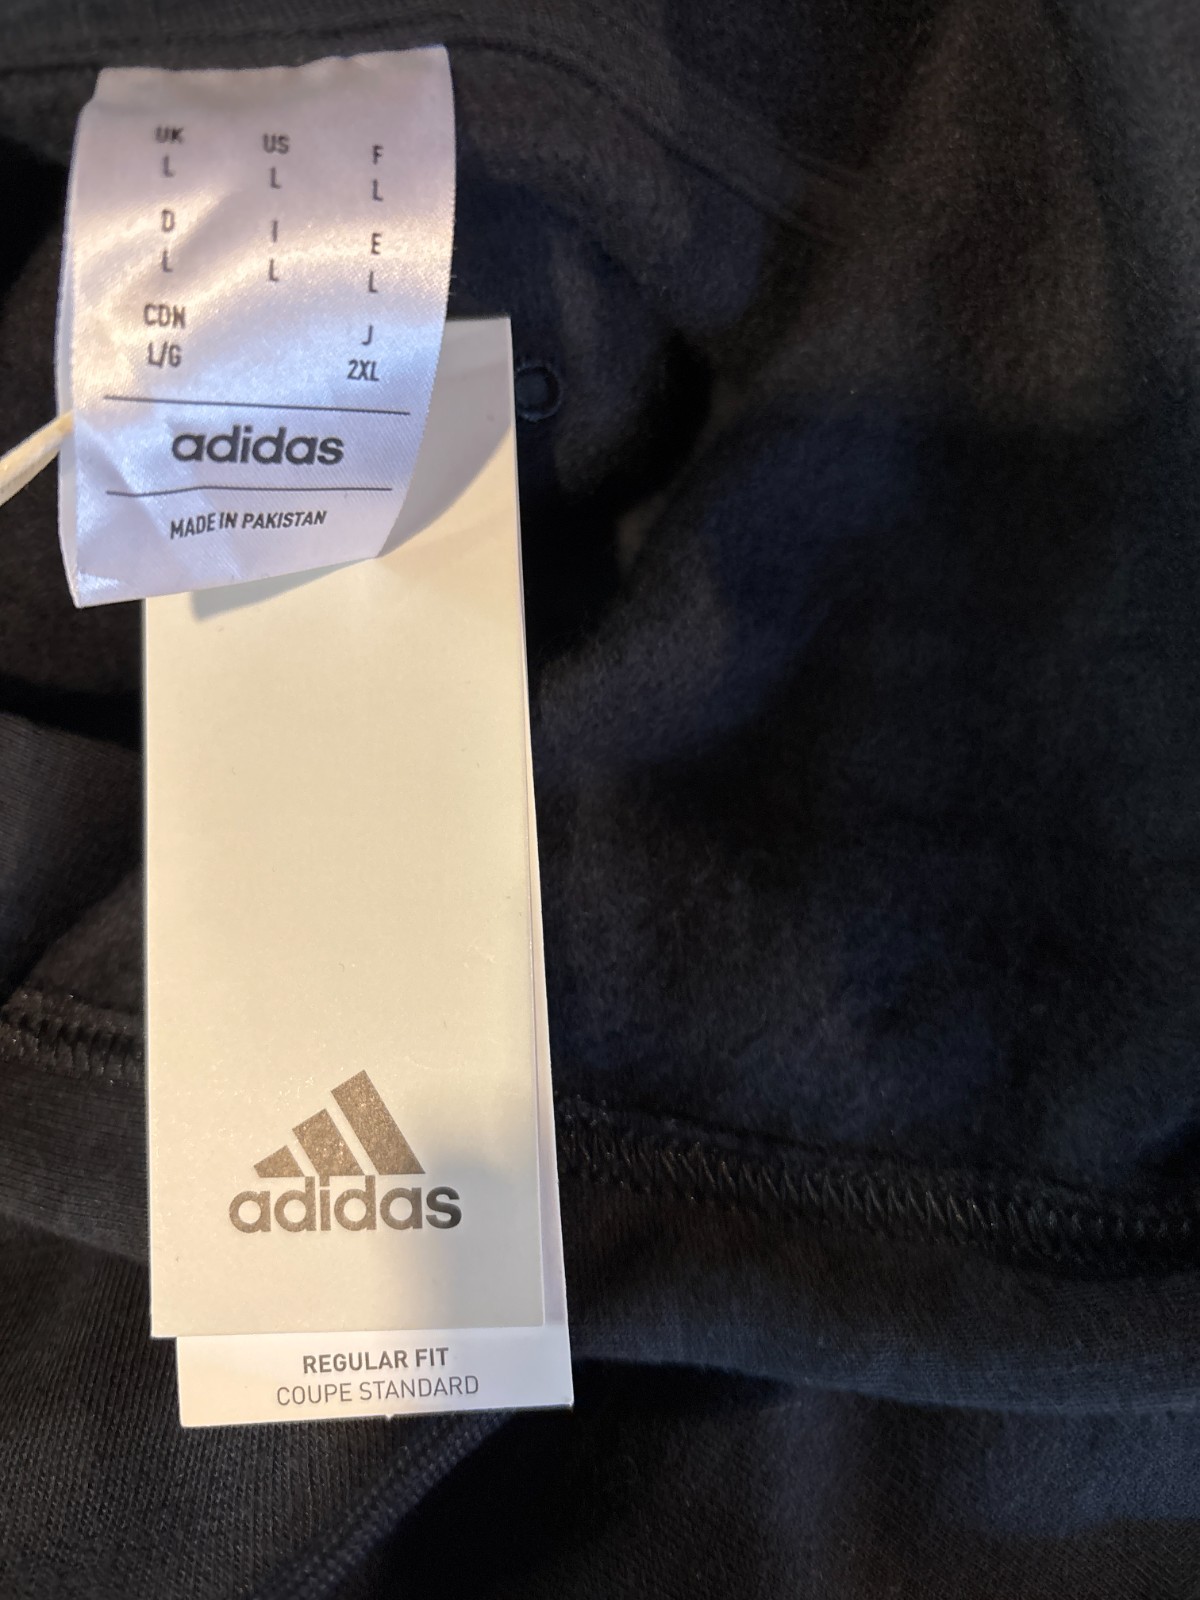 UK US F
L L L
D I E
L L L
CDN J
L/G 2XL
adidas
MADE IN PAKISTAN
adidas
REGULAR FIT
COUPE STANDARD